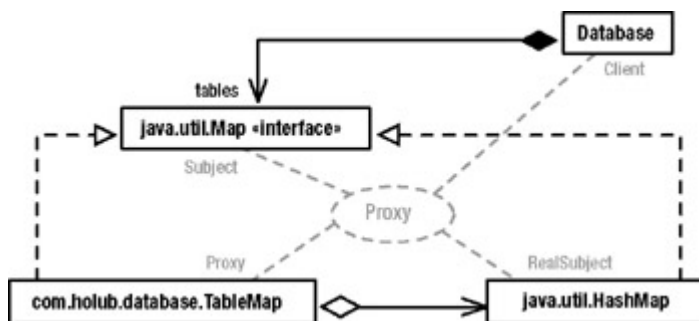 Database
Client
tables
java.util.Map «interface»
Subject
Proxy
Proxy
RealSubject
com.holub.database.TableMap
java.util.HashMap